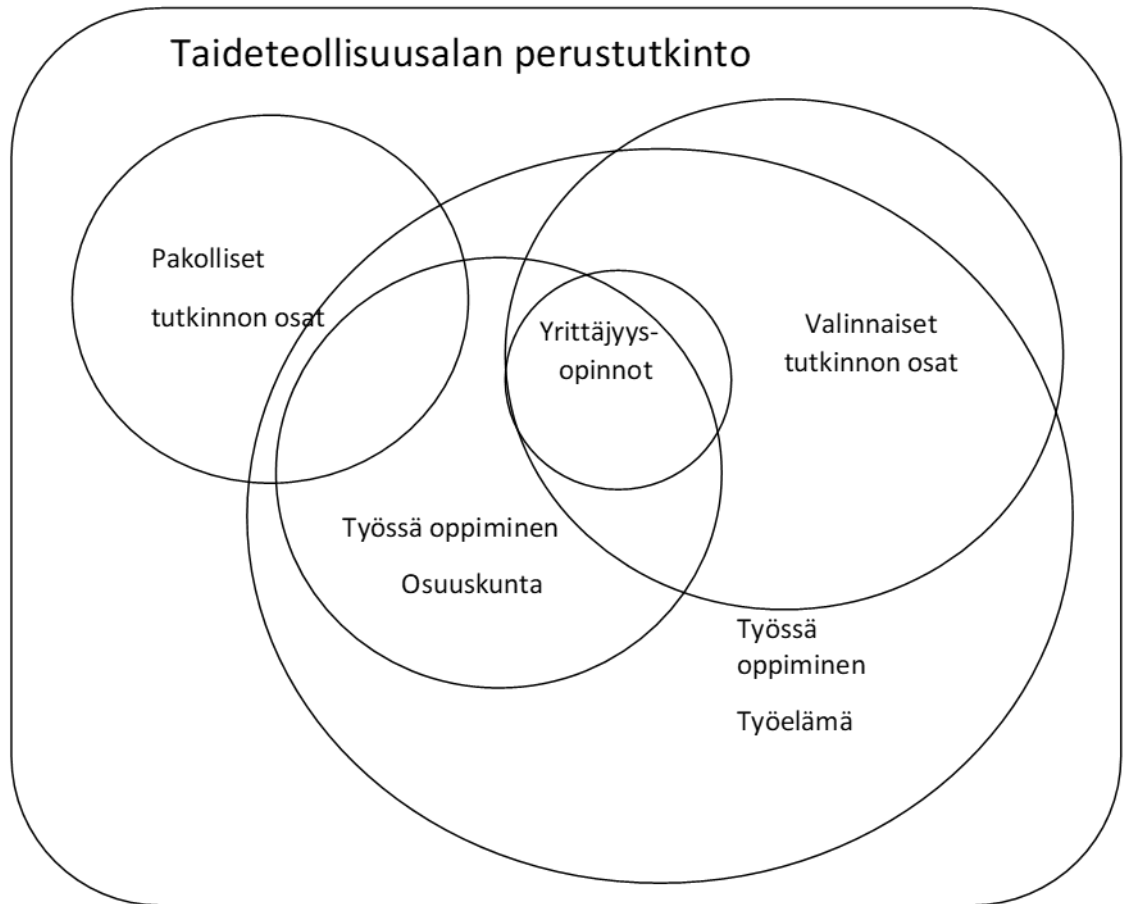 Taideteollisuusalan perustutkinto
Pakolliset
tutkinnon osat
Yrittäjyys-
opinnot
Valinnaiset
tutkinnon osat
Työssä oppiminen
Osuuskunta
Työssä
oppiminen
Työelämä